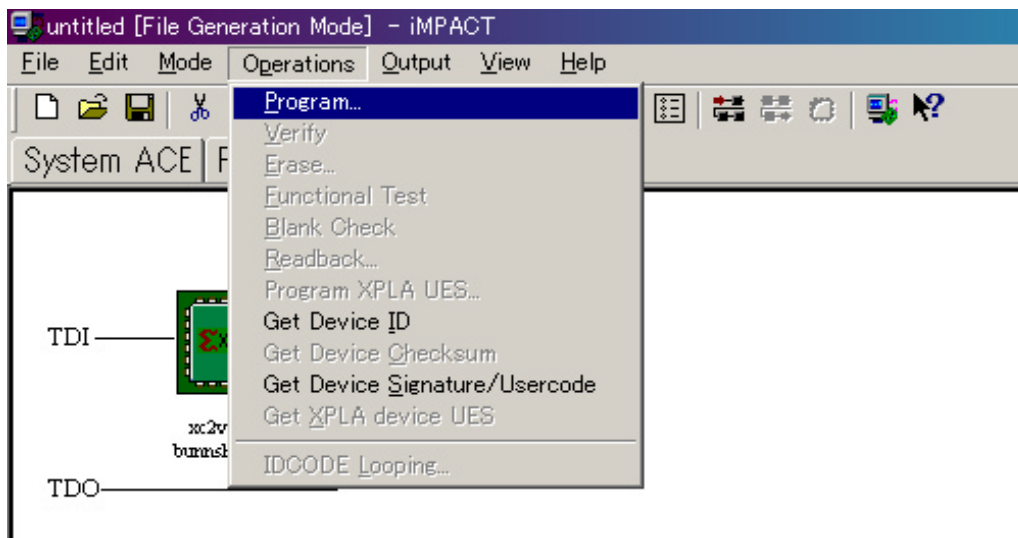 untitled [File Generation Mode] - iMPACT
File Edit Mode Operations Output View Help
System ACE
Program...
Verify
Erase...
Functional Test
Blank Check
Readback...
Program XPLA UES...
Get Device ID
Get Device Checksum
Get Device Signature/Usercode
Get XPLA device UES
IDCODE Looping...
TDI
xc2v
TDO